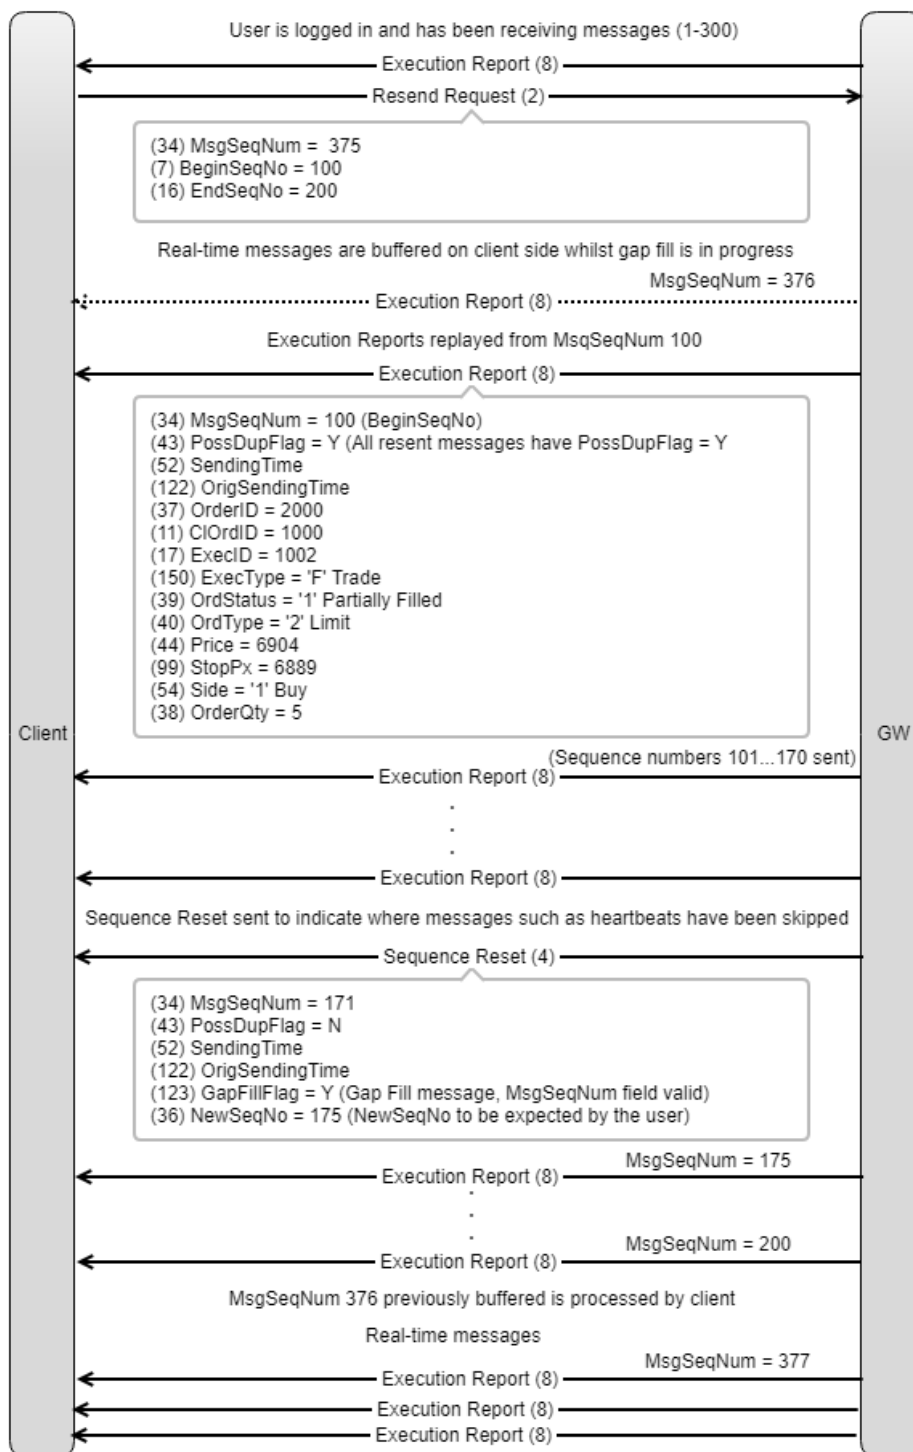 User is logged in and has been receiving messages (1-300)
Execution Report (8)
Resend Request (2)
(34) MsgSeqNum = 375
(7) BeginSeqNo = 100
(16) EndSeqNo = 200
Real-time messages are buffered on client side whilst gap fill is in progress
MsgSeqNum = 376
Execution Report (8)
Execution Reports replayed from MsqSeqNum 100
Execution Report (8)
(34) MsgSeqNum = 100 (BeginSeqNo)
(43) PossDupFlag = Y (All resent messages have PossDupFlag = Y
(52) SendingTime
(122) OrigSendingTime
(37) OrderID = 2000
(11) ClOrdID = 1000
(17) ExecID = 1002
(150) ExecType = 'F' Trade
(39) OrdStatus = '1' Partially Filled
(40) OrdType = '2' Limit
(44) Price = 6904
(99) StopPx = 6889
(54) Side = '1' Buy
(38) OrderQty = 5
Client
GW
(Sequence numbers 101...170 sent)
Execution Report (8)
.
.
.
Execution Report (8)
Sequence Reset sent to indicate where messages such as heartbeats have been skipped
Sequence Reset (4)
(34) MsgSeqNum = 171
(43) PossDupFlag = N
(52) SendingTime
(122) OrigSendingTime
(123) GapFillFlag = Y (Gap Fill message, MsgSeqNum field valid)
(36) NewSeqNo = 175 (NewSeqNo to be expected by the user)
MsgSeqNum = 175
Execution Report (8)
.
.
.
MsgSeqNum = 200
Execution Report (8)
MsgSeqNum 376 previously buffered is processed by client
Real-time messages
MsgSeqNum = 377
Execution Report (8)
Execution Report (8)
Execution Report (8)